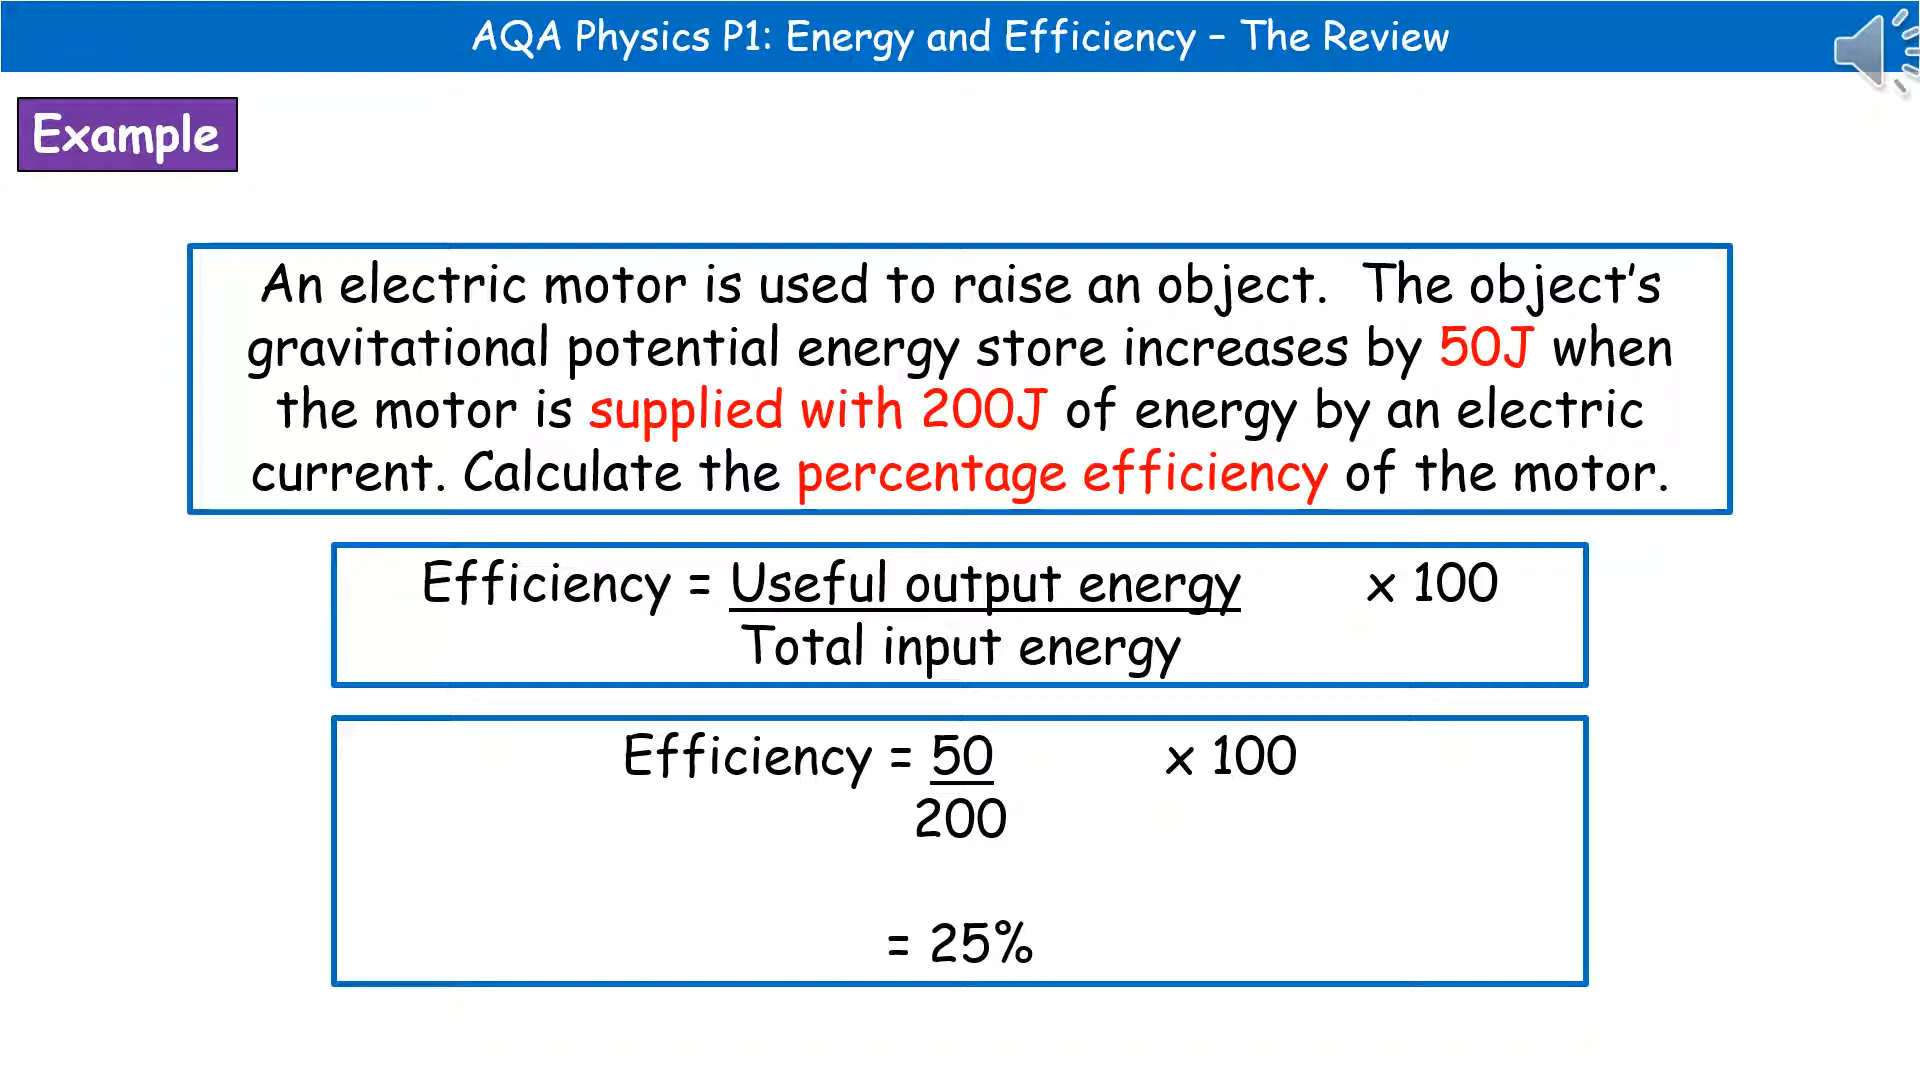 AQA Physics P1: Energy and Efficiency – The Review
Example
An electric motor is used to raise an object.  The object’s
gravitational potential energy store increases by 50J when
the motor is supplied with 200J of energy by an electric
current. Calculate the percentage efficiency of the motor.
Efficiency = Useful output energy x 100
Total input energy
Efficiency = 50 x 100
200
= 25%